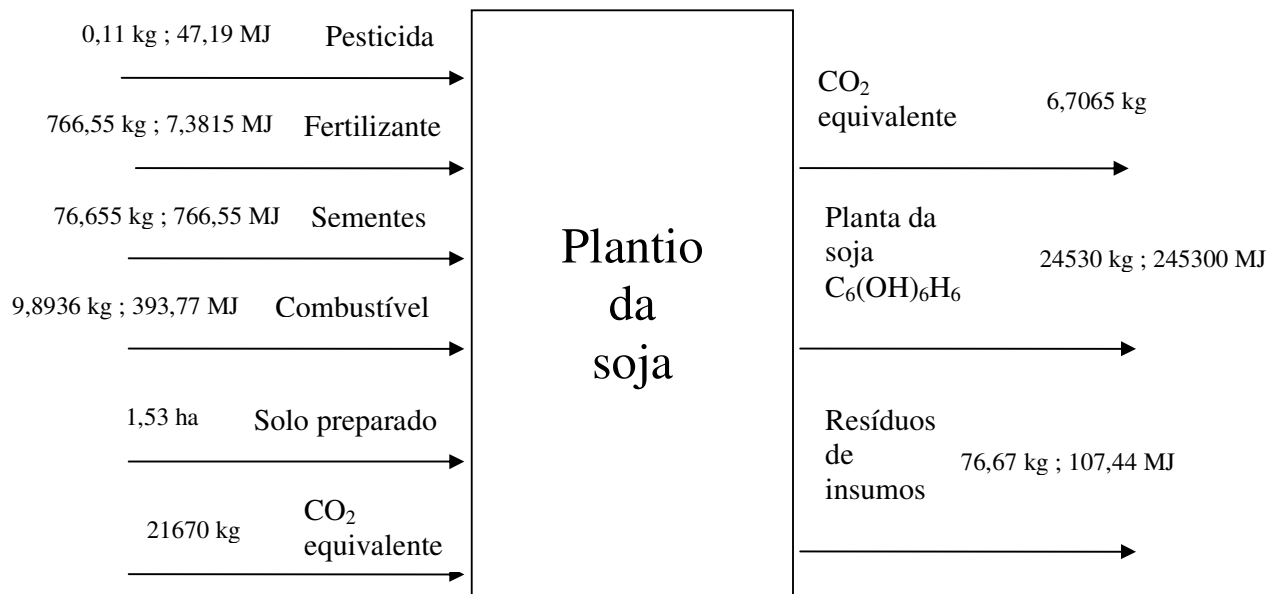 0,11 kg ; 47,19 MJ Pesticida
766,55 kg ; 7,3815 MJ Fertilizante
76,655 kg ; 766,55 MJ Sementes
9,8936 kg ; 393,77 MJ Combustível
1,53 ha Solo preparado
21670 kg
CO₂
equivalente
Plantio
da
soja
CO₂
equivalente
6,7065 kg
Planta da
soja
C₆(OH)₆H₆
24530 kg ; 245300 MJ
Resíduos
de
insumos
76,67 kg ; 107,44 MJ